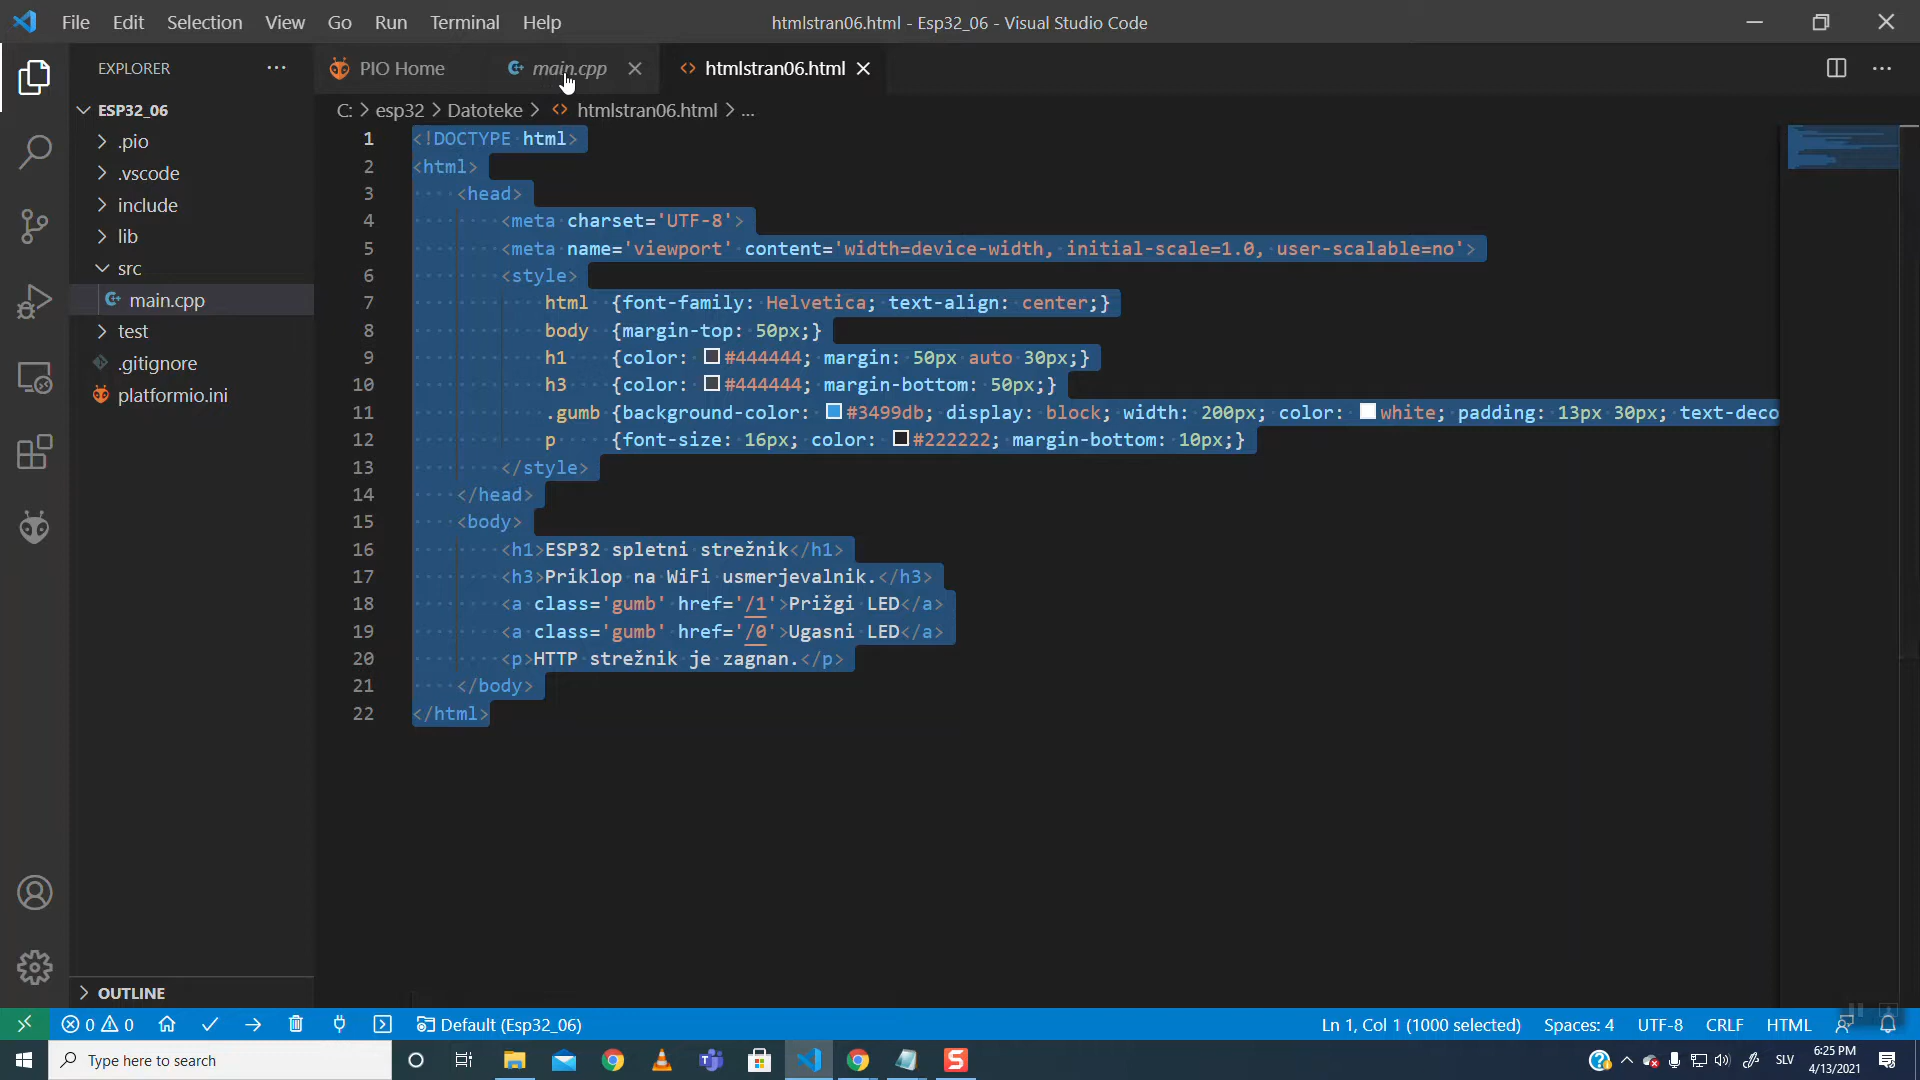 File Edit Selection View Go Run Terminal Help
htmlstran06.html - Esp32_06 - Visual Studio Code
EXPLORER
PIO Home
main.cpp
htmlstran06.html
ESP32_06
.pio
.vscode
include
lib
src
main.cpp
test
.gitignore
platformio.ini
OUTLINE
C: > esp32 > Datoteke > htmlstran06.html > ...
1 <!DOCTYPE html>
2 <html>
3 <head>
4 <meta charset='UTF-8'>
5 <meta name='viewport' content='width=device-width, initial-scale=1.0, user-scalable=no'>
6 <style>
7 html {font-family: Helvetica; text-align: center;}
8 body {margin-top: 50px;}
9 h1 {color: #444444; margin: 50px auto 30px;}
10 h3 {color: #444444; margin-bottom: 50px;}
11 .gumb {background-color: #3499db; display: block; width: 200px; color: white; padding: 13px 30px; text-deco
12 p {font-size: 16px; color: #222222; margin-bottom: 10px;}
13 </style>
14 </head>
15 <body>
16 <h1>ESP32 spletni strežnik</h1>
17 <h3>Priklop na WiFi usmerjevalnik.</h3>
18 <a class='gumb' href='/1'>Prižgi LED</a>
19 <a class='gumb' href='/0'>Ugasni LED</a>
20 <p>HTTP strežnik je zagnan.</p>
21 </body>
22 </html>
0 0 Default (Esp32_06) Ln 1, Col 1 (1000 selected) Spaces: 4 UTF-8 CRLF HTML
Type here to search
SLV
6:25 PM
4/13/2021